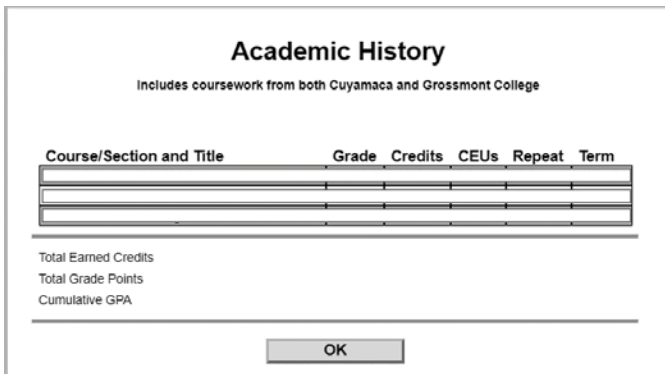 Academic History
Includes coursework from both Cuyamaca and Grossmont College
Course/Section and Title Grade Credits CEUs Repeat Term
Total Earned Credits
Total Grade Points
Cumulative GPA
OK